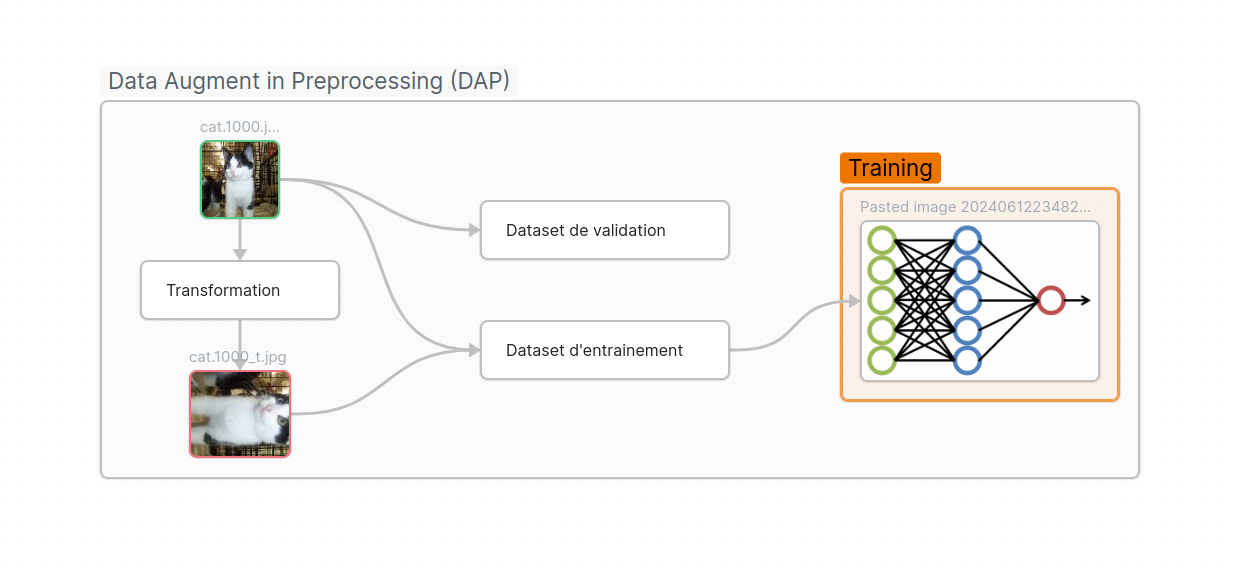 Data Augment in Preprocessing (DAP)
cat.1000.j...
Training
Pasted image 2024061223482...
Dataset de validation
Transformation
Dataset d'entrainement
cat.1000_t.jpg